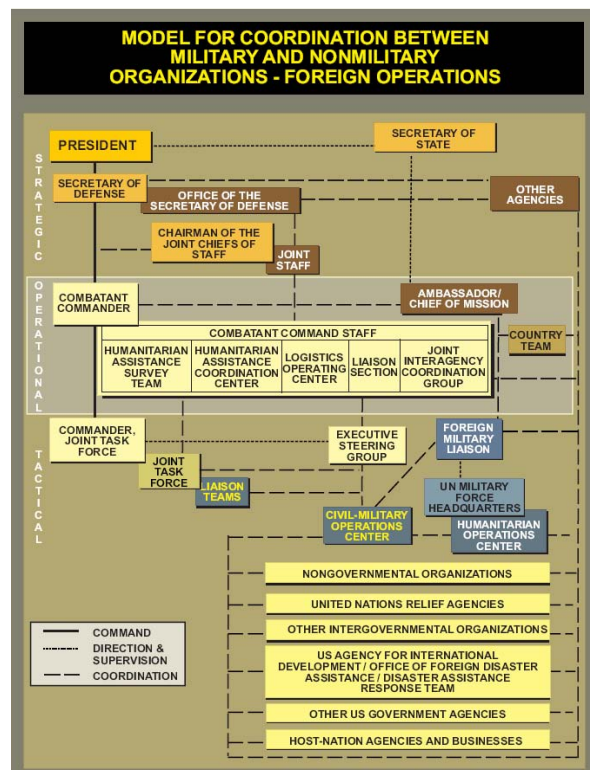 MODEL FOR COORDINATION BETWEEN
MILITARY AND NONMILITARY
ORGANIZATIONS - FOREIGN OPERATIONS
STRATEGIC
PRESIDENT
SECRETARY OF
STATE
SECRETARY OF
DEFENSE
OFFICE OF THE
SECRETARY OF DEFENSE
OTHER
AGENCIES
CHAIRMAN OF THE
JOINT CHIEFS OF
STAFF
JOINT
STAFF
OPERATIONAL
COMBATANT
COMMANDER
AMBASSADOR/
CHIEF OF MISSION
COUNTRY
TEAM
COMBATANT COMMAND STAFF
HUMANITARIAN
ASSISTANCE
SURVEY
TEAM
HUMANITARIAN
ASSISTANCE
COORDINATION
CENTER
LOGISTICS
OPERATING
CENTER
LIAISON
SECTION
JOINT
INTERAGENCY
COORDINATION
GROUP
TACTICAL
COMMANDER,
JOINT TASK
FORCE
EXECUTIVE
STEERING
GROUP
FOREIGN
MILITARY
LIAISON
JOINT TASK
FORCE
LIAISON
TEAMS
UN MILITARY
FORCE
HEADQUARTERS
CIVIL-MILITARY
OPERATIONS
CENTER
HUMANITARIAN
OPERATIONS
CENTER
NONGOVERNMENTAL ORGANIZATIONS
UNITED NATIONS RELIEF AGENCIES
OTHER INTERGOVERNMENTAL ORGANIZATIONS
US AGENCY FOR INTERNATIONAL
DEVELOPMENT / OFFICE OF FOREIGN DISASTER
ASSISTANCE / DISASTER ASSISTANCE
RESPONSE TEAM
OTHER US GOVERNMENT AGENCIES
HOST-NATION AGENCIES AND BUSINESSES
COMMAND
DIRECTION &
SUPERVISION
COORDINATION